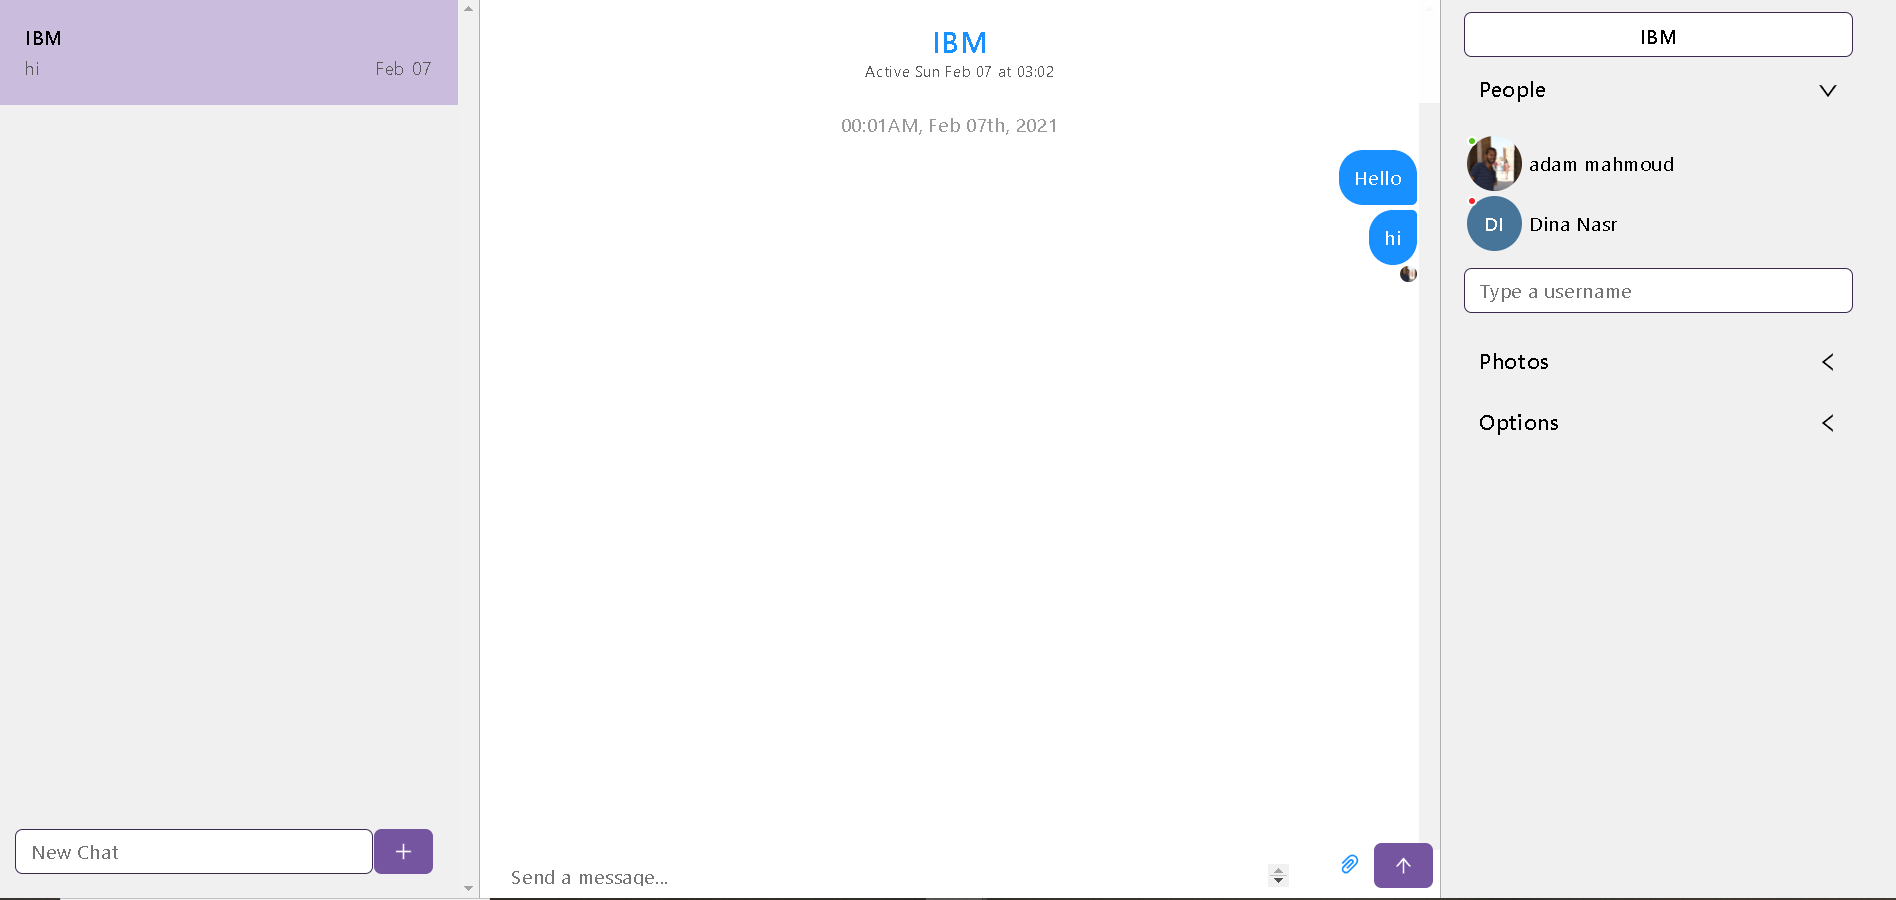 IBM
hi
Feb 07
New Chat
IBM
Active Sun Feb 07 at 03:02
00:01AM, Feb 07th, 2021
Hello
hi
Send a message...
IBM
People
adam mahmoud
DI
Dina Nasr
Type a username
Photos
Options